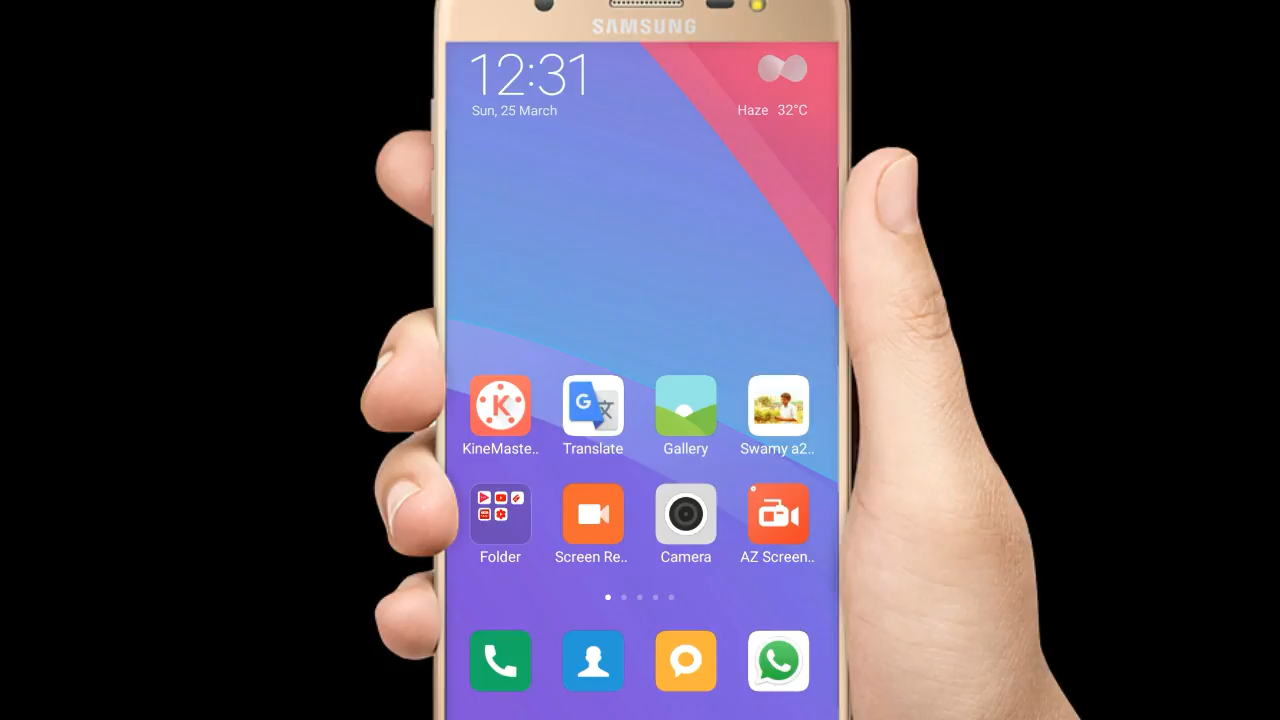 SAMSUNG
12:31
Sun, 25 March
Haze 32°C
KineMaste..
Translate
Gallery
Swamy a2..
Folder
Screen Re..
Camera
AZ Screen..